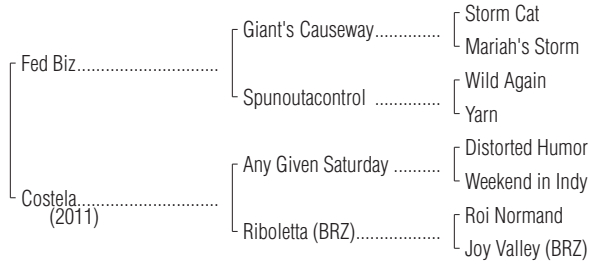 Storm Cat
Giant's Causeway..............
Mariah's Storm
Fed Biz..............................
Wild Again
Spunoutacontrol ..............
Yarn
Distorted Humor
Any Given Saturday ..........
Weekend in Indy
Costela..............................
(2011)
Roi Normand
Riboletta (BRZ)..................
Joy Valley (BRZ)